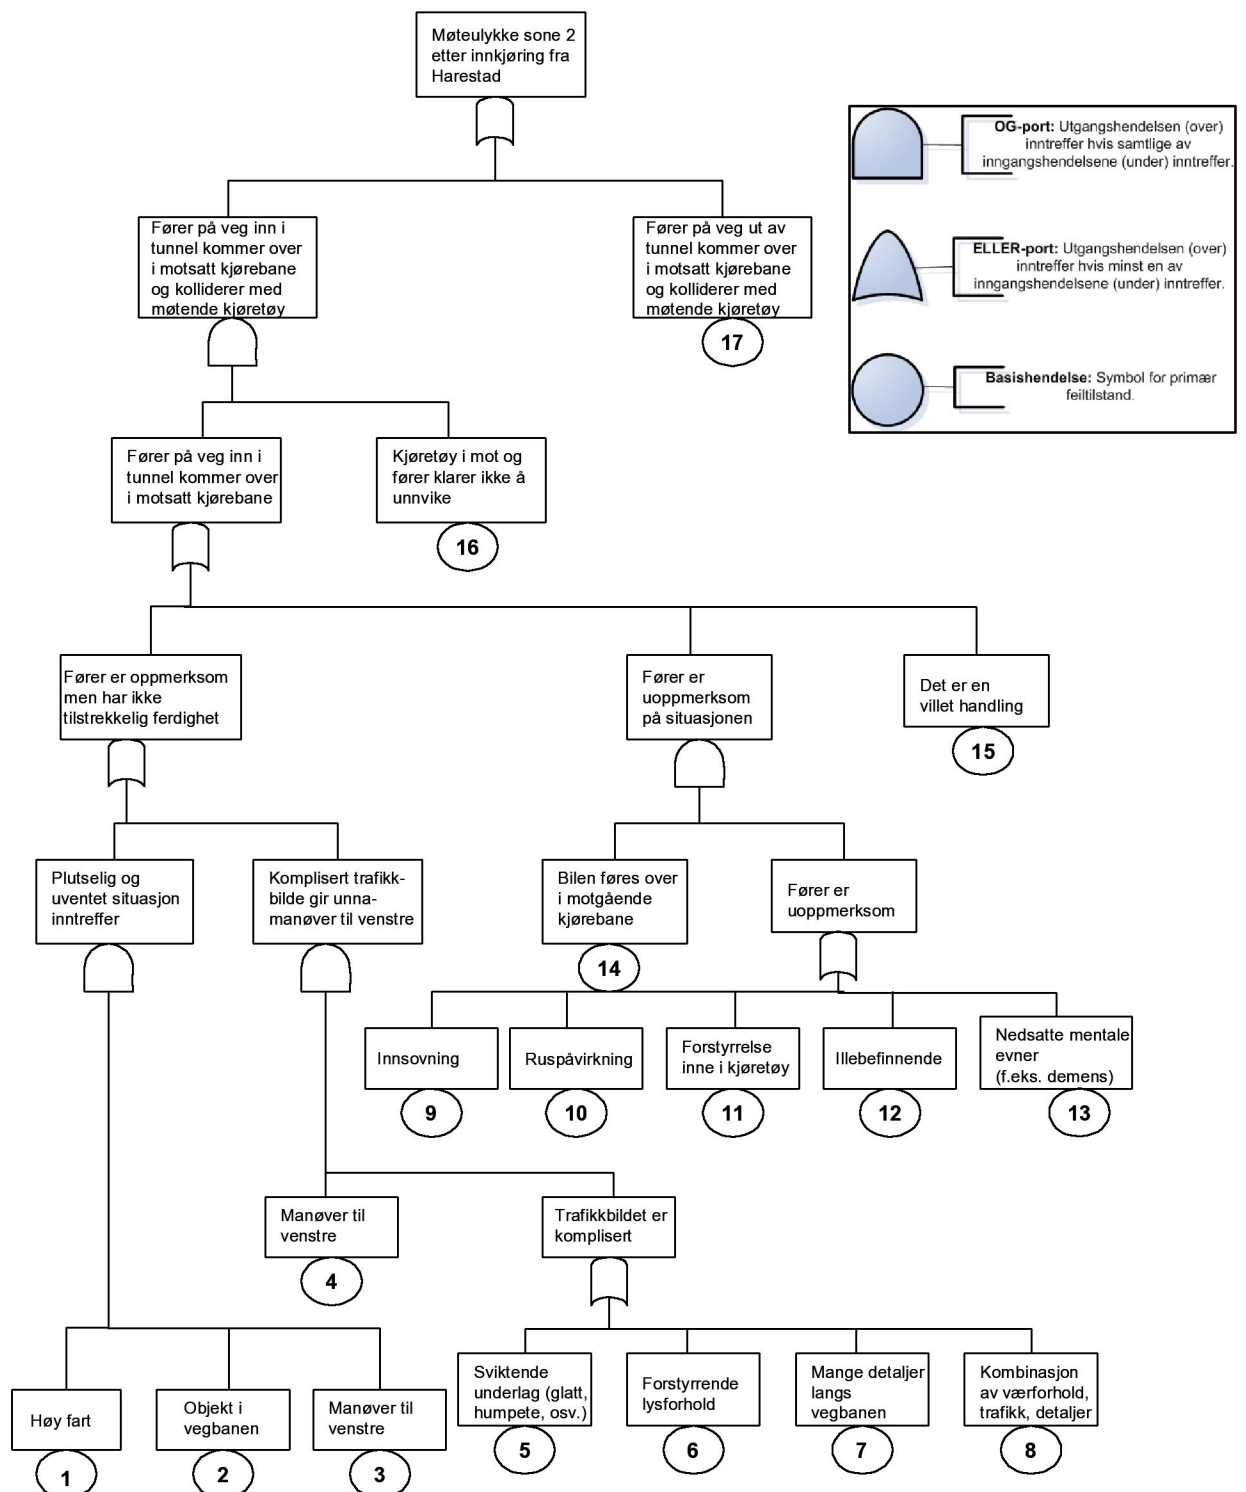 Møteulykke sone 2
etter innkjøring fra
Harestad
OG-port: Utgangshendelsen (over)
inntreffer hvis samtlige av
inngangshendelsene (under) inntreffer.
ELLER-port: Utgangshendelsen (over)
inntreffer hvis minst en av
inngangshendelsene (under) inntreffer.
Basishendelse: Symbol for primær
feiltilstand.
Fører på veg inn i
tunnel kommer over
i motsatt kjørebane
og kolliderer med
møtende kjøretøy
Fører på veg ut av
tunnel kommer over
i motsatt kjørebane
og kolliderer med
møtende kjøretøy
17
Fører på veg inn i
tunnel kommer over
i motsatt kjørebane
Kjøretøy i mot og
fører klarer ikke å
unnvike
16
Fører er oppmerksom
men har ikke
tilstrekkelig ferdighet
Fører er
uoppmerksom
på situasjonen
Det er en
villet handling
15
Plutselig og
uventet situasjon
inntreffer
Komplisert trafikk-
bilde gir unna-
manøver til venstre
Bilen føres over
i motgående
kjørebane
14
Fører er
uoppmerksom
Innsovning
9
Ruspåvirkning
10
Forstyrrelse
inne i kjøretøy
11
Illebefinnende
12
Nedsatte mentale
evner
(f.eks. demens)
13
Manøver til
venstre
4
Trafikkbildet er
komplisert
Høy fart
1
Objekt i
vegbanen
2
Manøver til
venstre
3
Sviktende
underlag (glatt,
humpete, osv.)
5
Forstyrrende
lysforhold
6
Mange detaljer
langs
vegbanen
7
Kombinasjon
av værforhold,
trafikk, detaljer
8